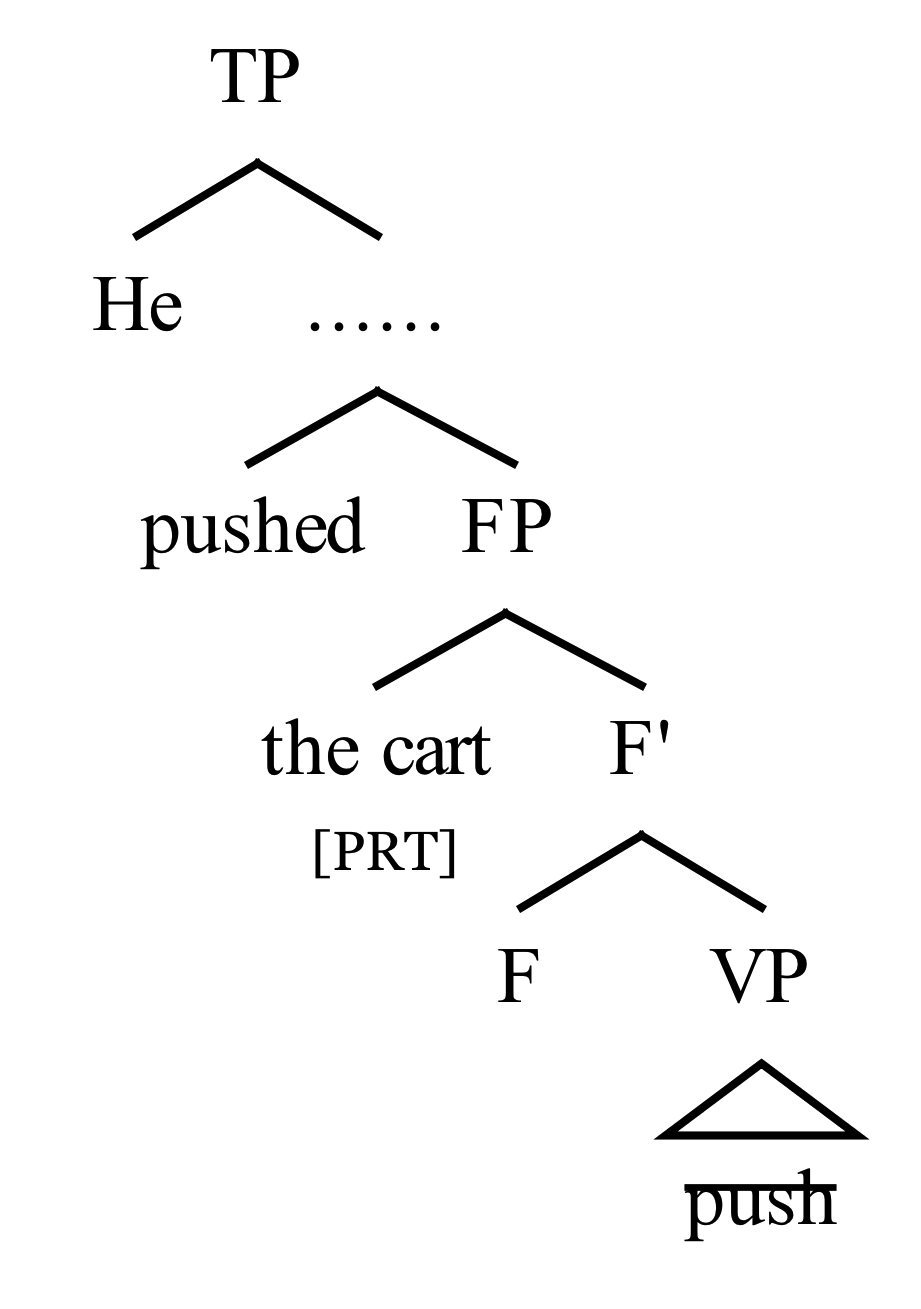 TP
He ......
pushed FP
the cart F'
[PRT]
F VP
push